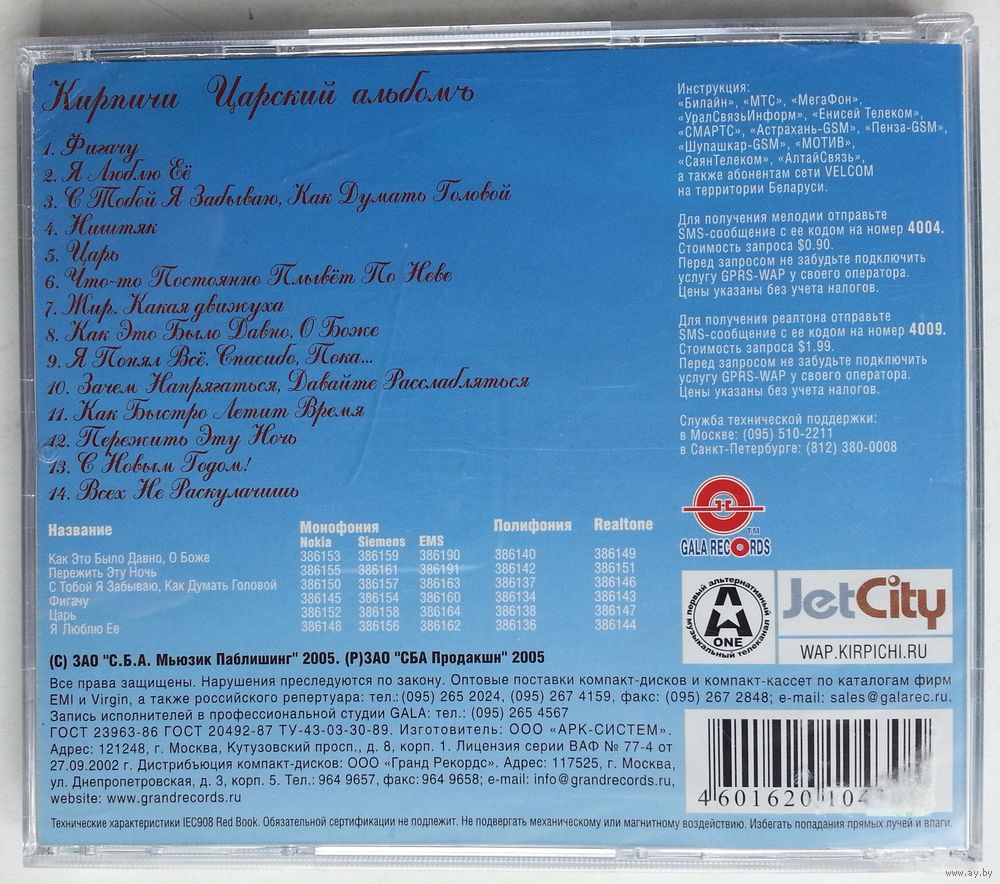 Кирпичи Царский альбомъ
1. Фигачу
2. Я Люблю Её
3. С Тобой Я Забываю, Как Думать Головой
4. Ништяк
5. Царь
6. Что-то Постоянно Плывёт По Неве
7. Жир. Какая движуха
8. Как Это Было Давно, О Боже
9. Я Понял Всё. Спасибо, Пока...
10. Зачем Напрягаться, Давайте Расслабляться
11. Как Быстро Летит Время
12. Пережить Эту Ночь
13. С Новым Годом!
14. Всех Не Раскулачишь
Инструкция:
«Билайн», «МТС», «МегаФон»,
«УралСвязьИнформ», «Енисей Телеком»,
«СМАРТС», «Астрахань-GSM», «Пенза-GSM»,
«Шупашкар-GSM», «МОТИВ»,
«СаянТелеком», «АлтайСвязь»,
а также абонентам сети VELCOM
на территории Беларуси.
Для получения мелодии отправьте
SMS-сообщение с ее кодом на номер 4004.
Стоимость запроса $0.90.
Перед запросом не забудьте подключить
услугу GPRS-WAP у своего оператора.
Цены указаны без учета налогов.
Для получения реалтона отправьте
SMS-сообщение с ее кодом на номер 4009.
Стоимость запроса $1.99.
Перед запросом не забудьте подключить
услугу GPRS-WAP у своего оператора.
Цены указаны без учета налогов.
Служба технической поддержки:
в Москве: (095) 510-2211
в Санкт-Петербурге: (812) 380-0008
Название Монофония Полифония Realtone
Nokia Siemens EMS
Как Это Было Давно, О Боже 386153 386159 386190 386140 386149
Пережить Эту Ночь 386155 386161 386191 386142 386151
С Тобой Я Забываю, Как Думать Головой 386150 386157 386163 386137 386146
Фигачу 386145 386154 386160 386134 386143
Царь 386152 386158 386164 386138 386147
Я Люблю Ее 386148 386156 386162 386136 386144
TM
GALA RECORDS
первый альтернативный
A ONE
музыкальный телеканал
JetCity
WAP.KIRPICHI.RU
(С) ЗАО "С.Б.А. Мьюзик Паблишинг" 2005. (Р)ЗАО "СБА Продакшн" 2005
Все права защищены. Нарушения преследуются по закону. Оптовые поставки компакт-дисков и компакт-кассет по каталогам фирм
EMI и Virgin, а также российского репертуара: тел.:(095) 265 2024, (095) 267 4159, факс: (095) 267 2848; e-mail: sales@galarec.ru.
Запись исполнителей в профессиональной студии GALA: тел.: (095) 265 4567
ГОСТ 23963-86 ГОСТ 20492-87 ТУ-43-03-30-89. Изготовитель: ООО «АРК-СИСТЕМ».
Адрес: 121248, г. Москва, Кутузовский просп., д. 8, корп. 1. Лицензия серии ВАФ № 77-4 от
27.09.2002 г. Дистрибьюция компакт-дисков: ООО «Гранд Рекордс». Адрес: 117525, г. Москва,
ул. Днепропетровская, д. 3, корп. 5. Тел.: 964 9657, факс: 964 9658; e-mail: info@grandrecords.ru,
website: www.grandrecords.ru
4 601620 104
Технические характеристики IEC908 Red Book. Обязательной сертификации не подлежит. Не подвергать механическому или магнитному воздействию. Избегать попадания прямых лучей и влаги.
www.ay.by